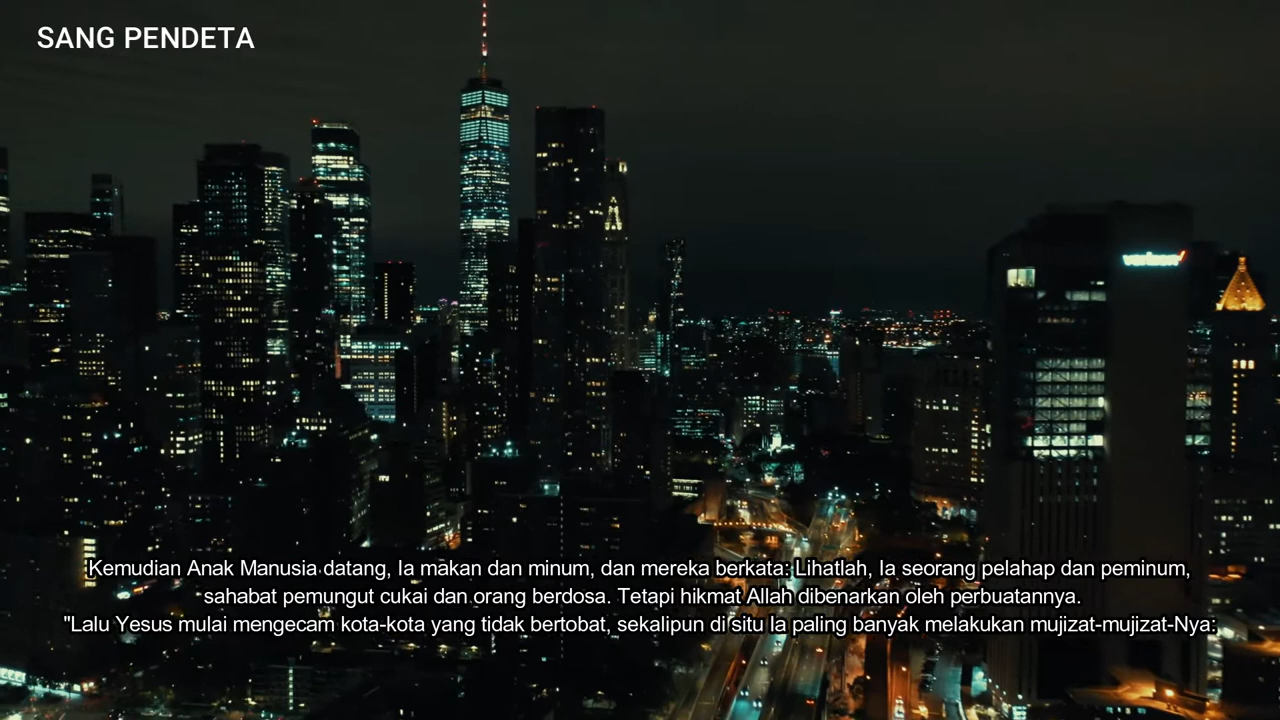 SANG PENDETA
verizon
Kemudian Anak Manusia datang, Ia makan dan minum, dan mereka berkata: Lihatlah, Ia seorang pelahap dan peminum,
sahabat pemungut cukai dan orang berdosa. Tetapi hikmat Allah dibenarkan oleh perbuatannya.
"Lalu Yesus mulai mengecam kota-kota yang tidak bertobat, sekalipun di situ Ia paling banyak melakukan mujizat-mujizat-Nya: